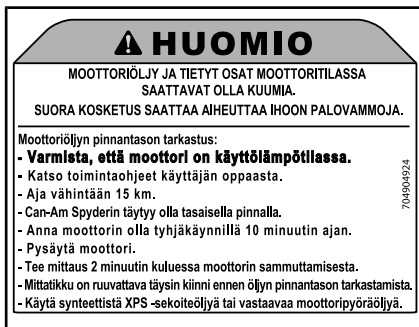 HUOMIO
MOOTTORIÖLJY JA TIETYT OSAT MOOTTORITILASSA
SAATTAVAT OLLA KUUMIA.
SUORA KOSKETUS SAATTAA AIHEUTTAA IHOON PALOVAMMOJA.
Moottoriöljyn pinnantason tarkastus:
- Varmista, että moottori on käyttölämpötilassa.
- Katso toimintaohjeet käyttäjän oppaasta.
- Aja vähintään 15 km.
- Can-Am Spyderin täytyy olla tasaisella pinnalla.
- Anna moottorin olla tyhjäkäynnillä 10 minuutin ajan.
- Pysäytä moottori.
- Tee mittaus 2 minuutin kuluessa moottorin sammuttamisesta.
- Mittatikku on ruuvattava täysin kiinni ennen öljyn pinnantason tarkastamista.
- Käytä synteettistä XPS -sekoiteöljyä tai vastaavaa moottoripyöräöljyä.
704904924